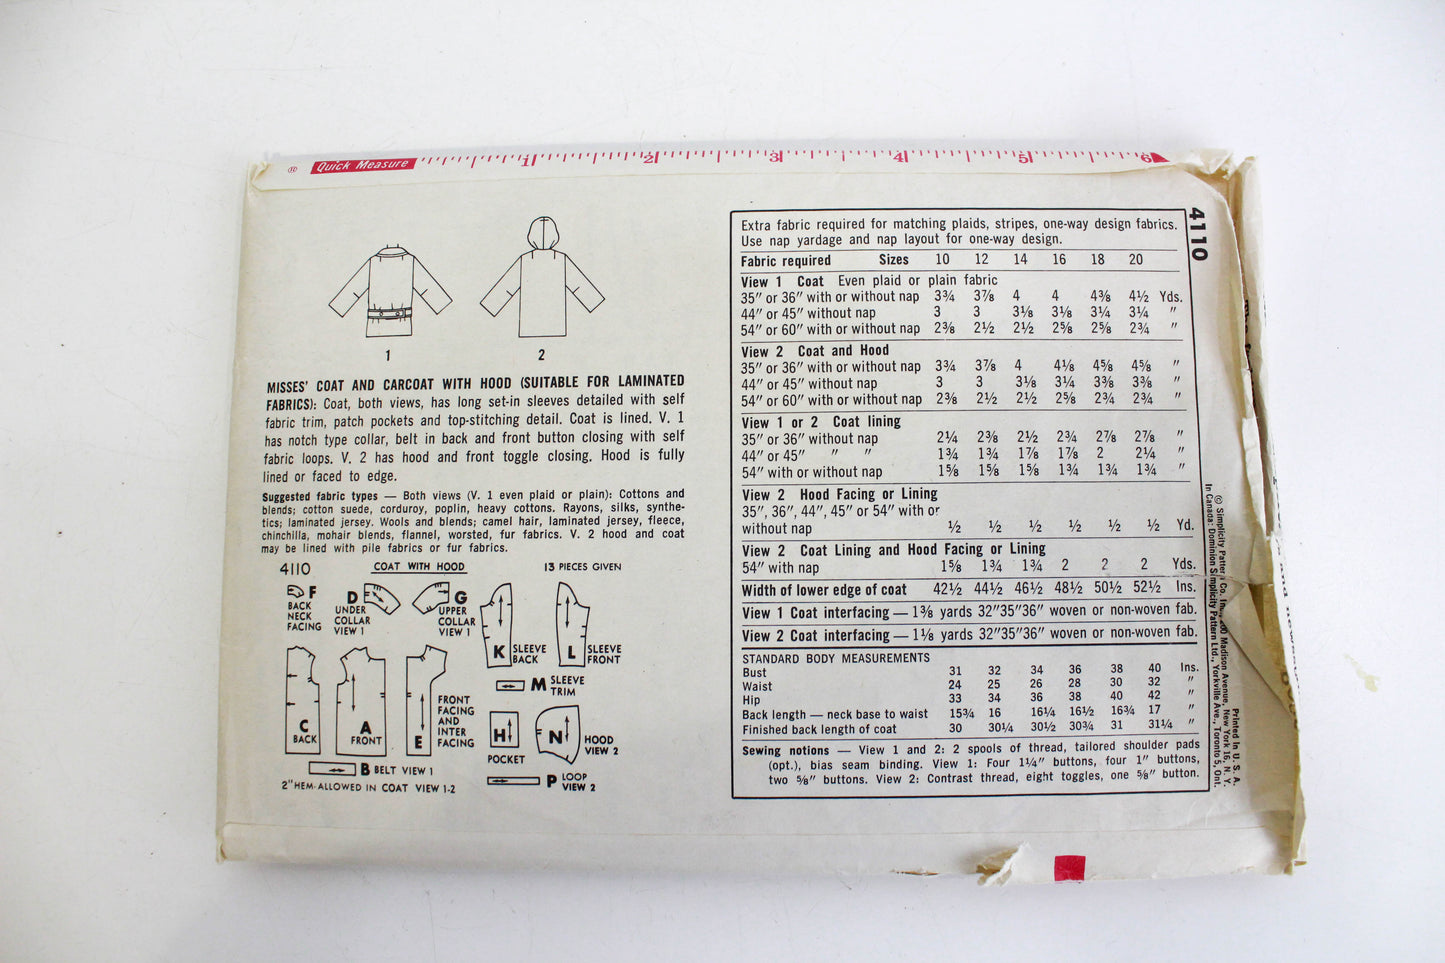 ® Quick Measure 1 2 3 4 5 6
1
2
MISSES' COAT AND CARCOAT WITH HOOD (SUITABLE FOR LAMINATED
FABRICS): Coat, both views, has long set-in sleeves detailed with self
fabric trim, patch pockets and top-stitching detail. Coat is lined. V. 1
has notch type collar, belt in back and front button closing with self
fabric loops. V. 2 has hood and front toggle closing. Hood is fully
lined or faced to edge.
Suggested fabric types — Both views (V. 1 even plaid or plain): Cottons and
blends; cotton suede, corduroy, poplin, heavy cottons. Rayons, silks, synthe-
tics; laminated jersey. Wools and blends; camel hair, laminated jersey, fleece,
chinchilla, mohair blends, flannel, worsted, fur fabrics. V. 2 hood and coat
may be lined with pile fabrics or fur fabrics.
4110 COAT WITH HOOD 13 PIECES GIVEN
F
BACK
NECK
FACING
D
UNDER
COLLAR
VIEW 1
G
UPPER
COLLAR
VIEW 1
K SLEEVE
BACK
L SLEEVE
FRONT
M SLEEVE
TRIM
C
BACK
A
FRONT
E
FRONT
FACING
AND
INTER
FACING
H
POCKET
N
HOOD
VIEW 2
B BELT VIEW 1
P LOOP
VIEW 2
2" HEM-ALLOWED IN COAT VIEW 1-2
4110
Extra fabric required for matching plaids, stripes, one-way design fabrics.
Use nap yardage and nap layout for one-way design.
Fabric required Sizes 10 12 14 16 18 20
View 1 Coat Even plaid or plain fabric
35" or 36" with or without nap 3¾ 3⅞ 4 4 4⅜ 4½ Yds.
44" or 45" without nap 3 3 3⅛ 3⅛ 3¼ 3¼ "
54" or 60" with or without nap 2⅜ 2½ 2½ 2⅝ 2⅝ 2¾ "
View 2 Coat and Hood
35" or 36" with or without nap 3¾ 3⅞ 4 4⅛ 4⅝ 4⅝ "
44" or 45" without nap 3 3 3⅛ 3¼ 3⅜ 3⅜ "
54" or 60" with or without nap 2⅜ 2½ 2½ 2⅝ 2¾ 2¾ "
View 1 or 2 Coat lining
35" or 36" without nap 2¼ 2⅜ 2½ 2¾ 2⅞ 2⅞ "
44" or 45" " " 1¾ 1¾ 1⅞ 1⅞ 2 2¼ "
54" with or without nap 1⅝ 1⅝ 1⅝ 1¾ 1¾ 1¾ "
View 2 Hood Facing or Lining
35", 36", 44", 45" or 54" with or
without nap ½ ½ ½ ½ ½ ½ Yd.
View 2 Coat Lining and Hood Facing or Lining
54" with nap 1⅝ 1¾ 1¾ 2 2 2 Yds.
Width of lower edge of coat 42½ 44½ 46½ 48½ 50½ 52½ Ins.
View 1 Coat interfacing — 1⅜ yards 32"35"36" woven or non-woven fab.
View 2 Coat interfacing — 1⅛ yards 32"35"36" woven or non-woven fab.
STANDARD BODY MEASUREMENTS
Bust 31 32 34 36 38 40 Ins.
Waist 24 25 26 28 30 32 "
Hip 33 34 36 38 40 42 "
Back length — neck base to waist 15¾ 16 16¼ 16½ 16¾ 17 "
Finished back length of coat 30 30¼ 30½ 30¾ 31 31¼ "
Sewing notions — View 1 and 2: 2 spools of thread, tailored shoulder pads
(opt.), bias seam binding. View 1: Four 1¼" buttons, four 1" buttons,
two ⅝" buttons. View 2: Contrast thread, eight toggles, one ⅝" button.
© Simplicity Pattern Co. Inc., 200 Madison Avenue, New York 16, N. Y.
In Canada: Dominion Simplicity Pattern Ltd., Yorkville Ave., Toronto 5, Ont.
Printed in U. S. A.